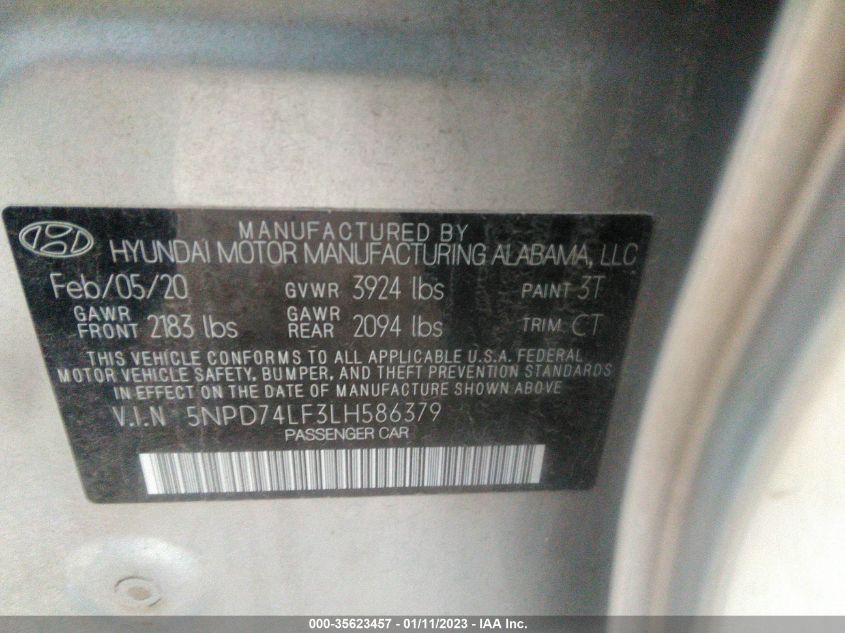 MANUFACTURED BY
HYUNDAI MOTOR MANUFACTURING ALABAMA, LLC
Feb/05/20 GVWR 3924 lbs PAINT 3T
GAWR FRONT 2183 lbs GAWR REAR 2094 lbs TRIM CT
THIS VEHICLE CONFORMS TO ALL APPLICABLE U.S.A. FEDERAL
MOTOR VEHICLE SAFETY, BUMPER, AND THEFT PREVENTION STANDARDS
IN EFFECT ON THE DATE OF MANUFACTURE SHOWN ABOVE
V.I.N 5NPD74LF3LH586379
PASSENGER CAR
000-35623457 - 01/11/2023 - IAA Inc.